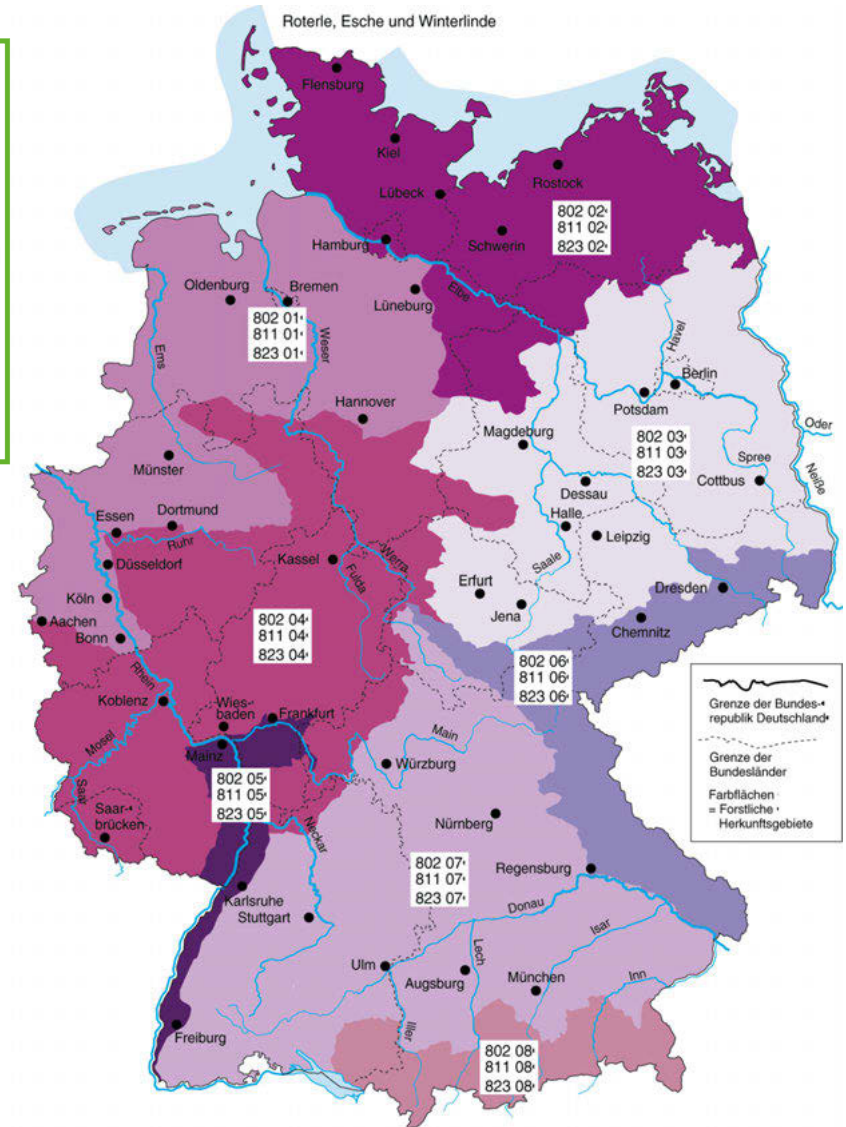 Roterle, Esche und Winterlinde
Flensburg
Kiel
Rostock
Lübeck
802 02
811 02
823 02
Schwerin
Hamburg
Elbe
Oldenburg
Bremen
Lüneburg
802 01
811 01
823 01
Weser
Ems
Havel
Berlin
Potsdam
Hannover
Magdeburg
802 03
811 03
823 03
Oder
Neiße
Spree
Cottbus
Münster
Dessau
Halle
Leipzig
Dortmund
Essen
Ruhr
Düsseldorf
Kassel
Werra
Fulda
Saale
Erfurt
Jena
Dresden
Chemnitz
Köln
Aachen
Bonn
802 04
811 04
823 04
802 06
811 06
823 06
Rhein
Koblenz
Wies-
baden
Frankfurt
Mosel
Mainz
Main
Würzburg
Grenze der Bundes-
republik Deutschland
Grenze der
Bundesländer
Farbflächen
= Forstliche
Herkunftsgebiete
802 05
811 05
823 05
Saar
Saar-
brücken
Neckar
Nürnberg
802 07
811 07
823 07
Regensburg
Karlsruhe
Stuttgart
Donau
Isar
Lech
Ulm
Augsburg
München
Inn
Iller
Freiburg
802 08
811 08
823 08